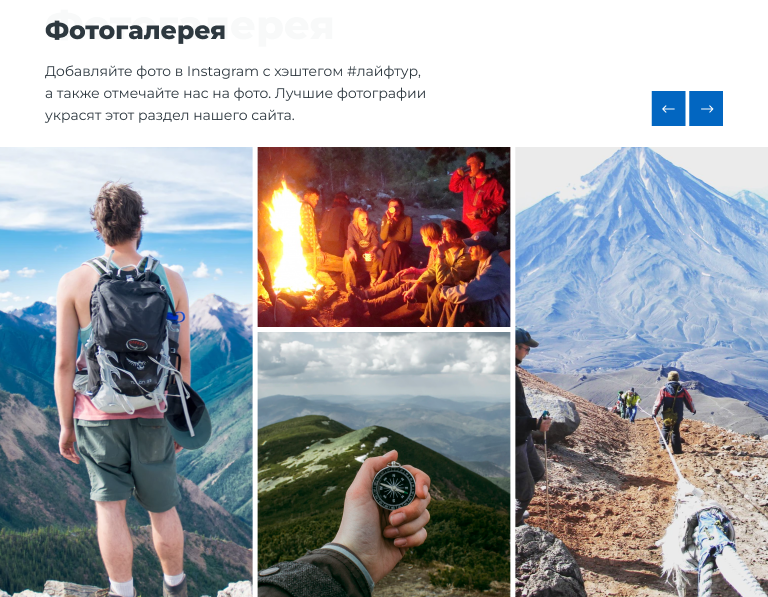 Фотогалерея
Добавляйте фото в Instagram с хэштегом #лайфтур,
а также отмечайте нас на фото. Лучшие фотографии
украсят этот раздел нашего сайта.